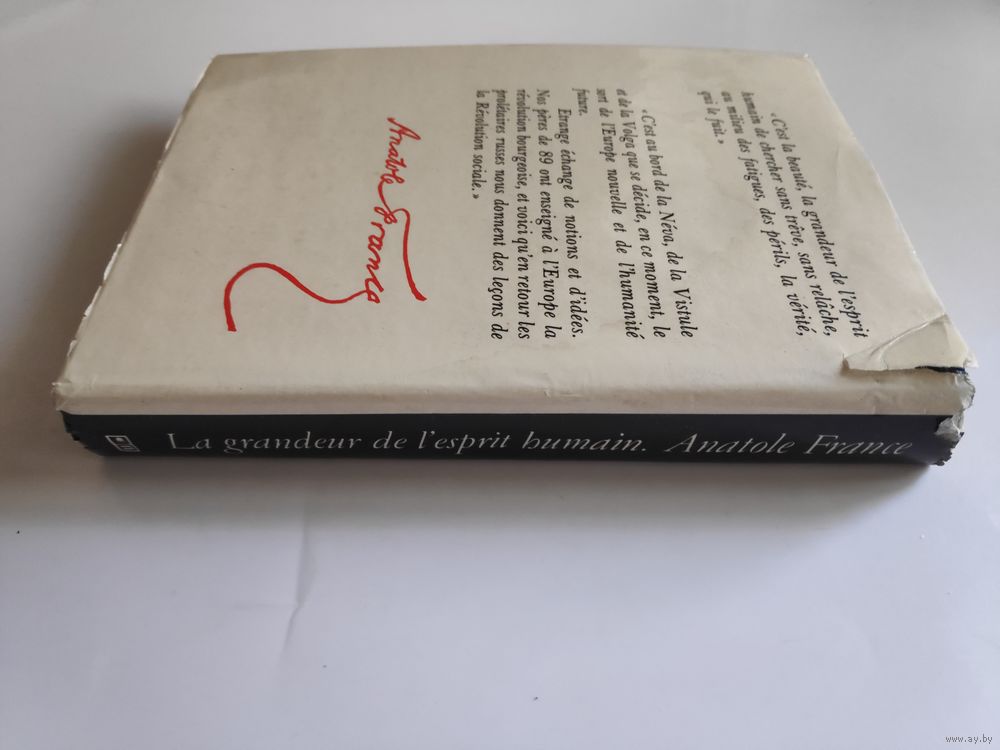 «C'est la beauté, la grandeur de l'esprit
humain de chercher sans trêve, sans relâche,
au milieu des fatigues, des périls, la vérité,
qui le fuit.»
«C'est au bord de la Néva, de la Vistule
et de la Volga que se décide, en ce moment, le
sort de l'Europe nouvelle et de l'humanité
future.
Etrange échange de notions et d'idées.
Nos pères de 89 ont enseigné à l'Europe la
révolution bourgeoise, et voici qu'en retour les
prolétaires russes nous donnent des leçons de
la Révolution sociale.»
Anatole France
La grandeur de l'esprit humain. Anatole France
www.ay.by